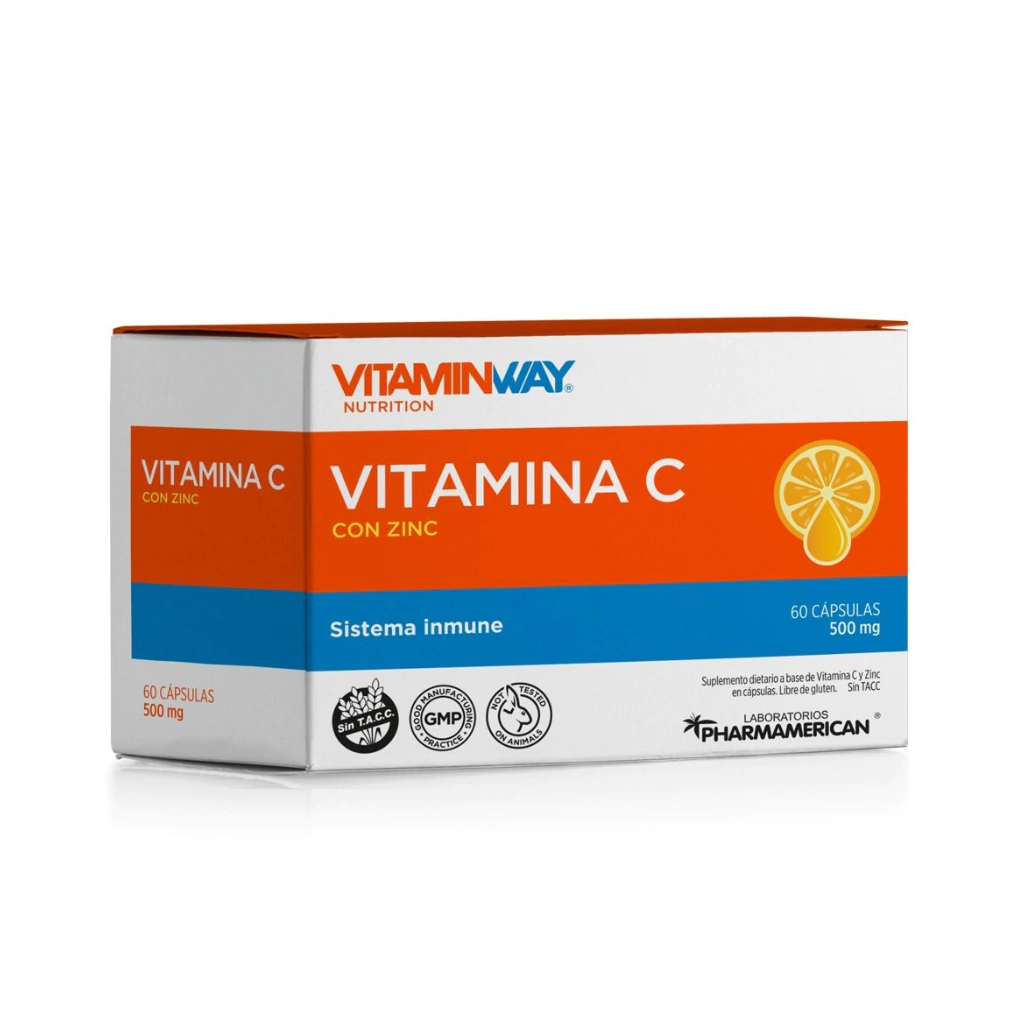 VITAMINA C
CON ZINC
60 CÁPSULAS
500 mg
VITAMINWAY®
NUTRITION
VITAMINA C
CON ZINC
Sistema inmune
60 CÁPSULAS
500 mg
Sin T.A.C.C.
GOOD MANUFACTURING
GMP
• PRACTICE •
NOT TESTED
ON ANIMALS
Suplemento dietario a base de Vitamina C y Zinc
en cápsulas. Libre de gluten. Sin TACC
LABORATORIOS
PHARMAMERICAN®